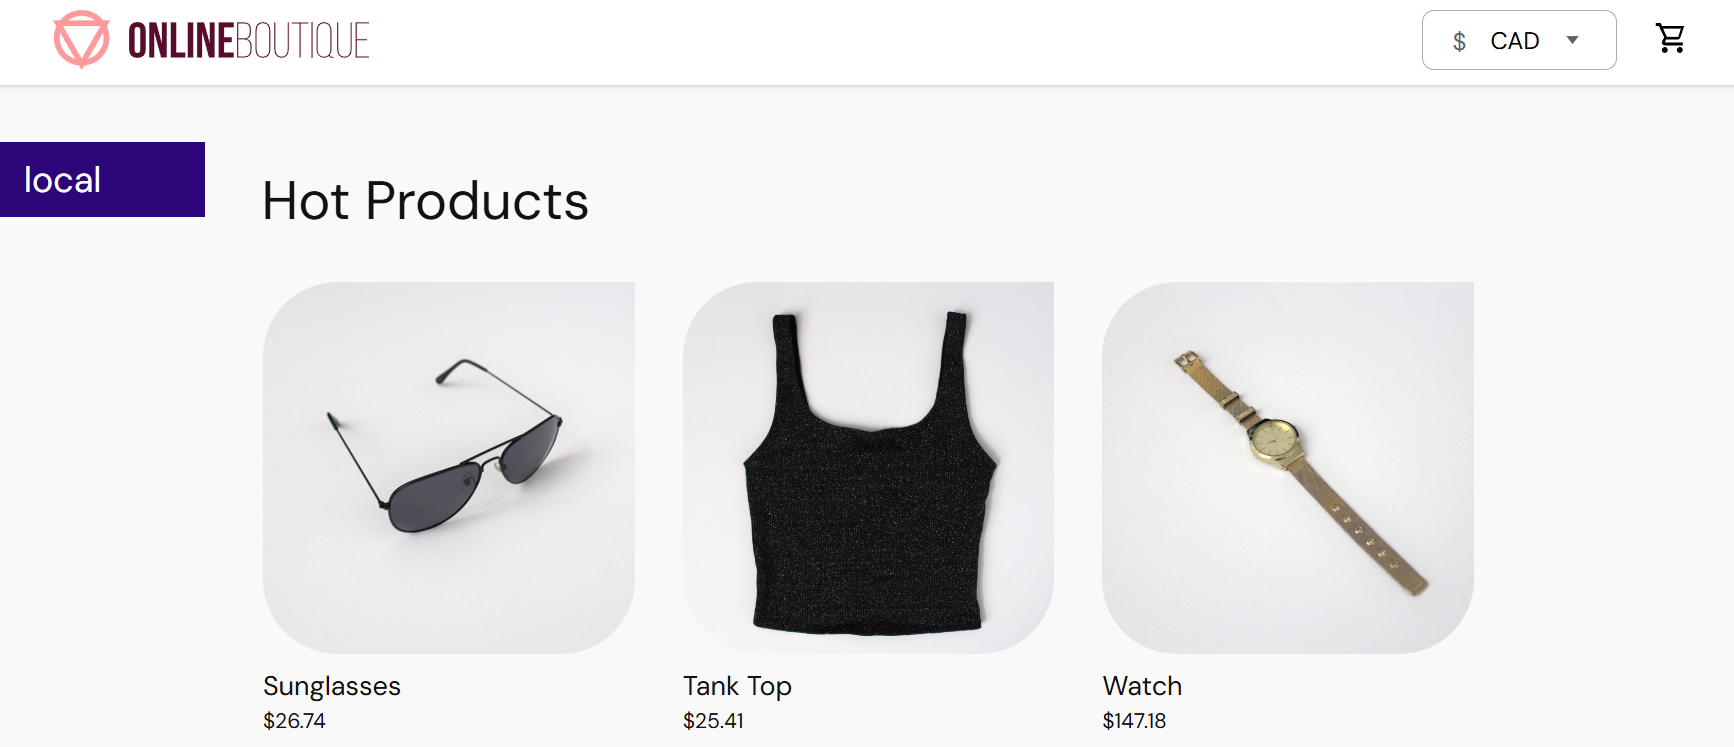 ONLINEBOUTIQUE
$ CAD
local
Hot Products
Sunglasses
$26.74
Tank Top
$25.41
Watch
$147.18